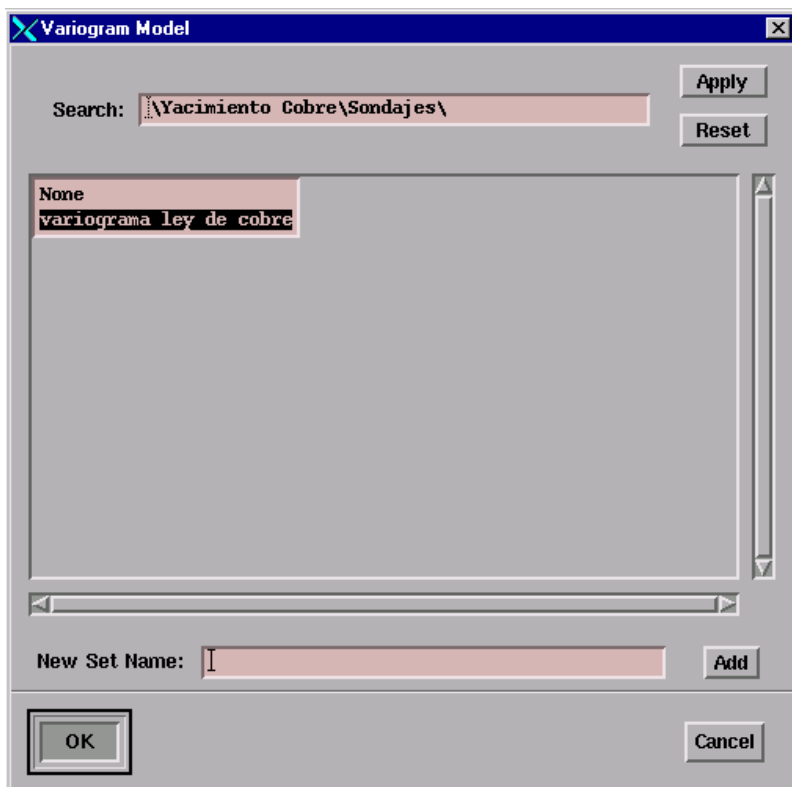 Variogram Model
Apply
Search: \Yacimiento Cobre\Sondajes\
Reset
None
variograma ley de cobre
New Set Name:
Add
OK
Cancel